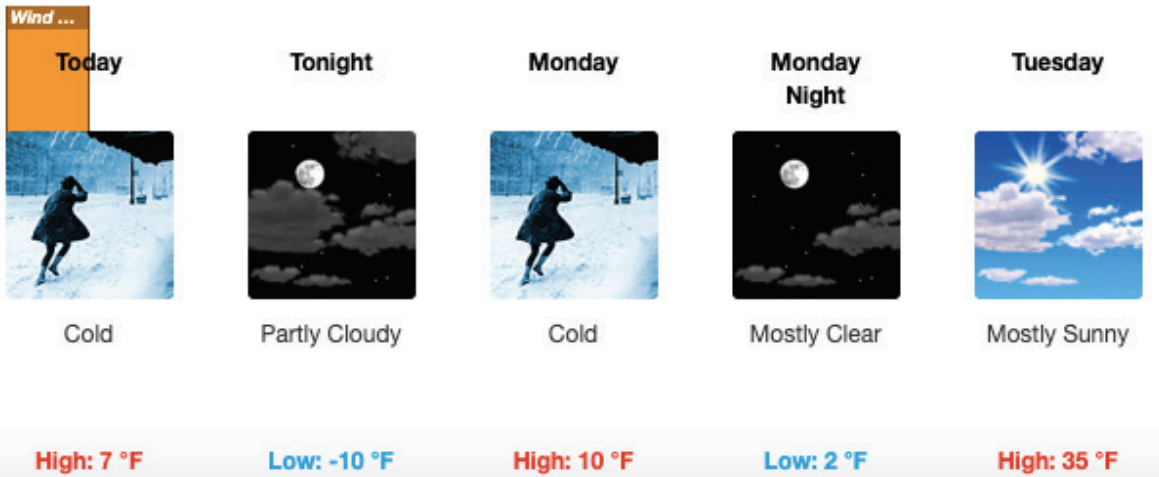 Wind ...
Today
Tonight
Monday
Monday
Night
Tuesday
Cold
Partly Cloudy
Cold
Mostly Clear
Mostly Sunny
High: 7 °F
Low: -10 °F
High: 10 °F
Low: 2 °F
High: 35 °F